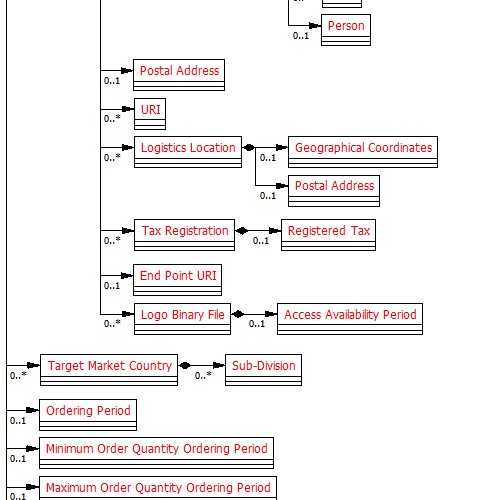 Person
0..1
Postal Address
0..1
URI
0..*
Logistics Location
Geographical Coordinates
0..*
0..1
Postal Address
0..1
Tax Registration
Registered Tax
0..*
0..1
End Point URI
0..1
Logo Binary File
Access Availability Period
0..*
0..1
Target Market Country
Sub-Division
0..*
0..*
Ordering Period
0..1
Minimum Order Quantity Ordering Period
0..1
Maximum Order Quantity Ordering Period
0..1